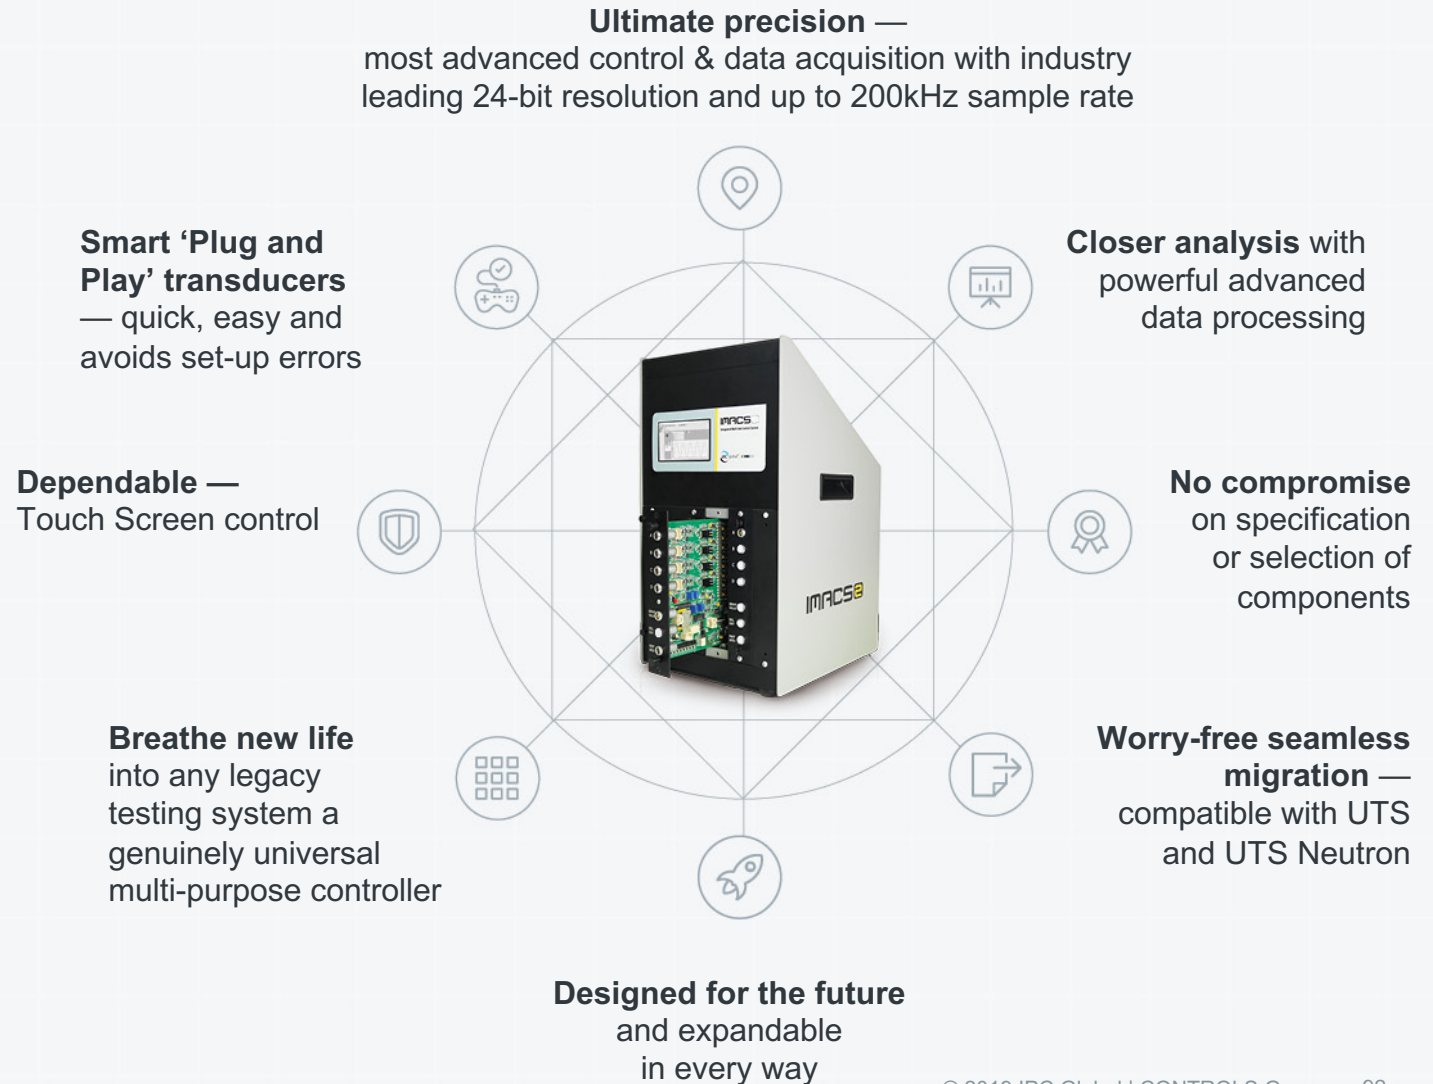 Ultimate precision —
most advanced control & data acquisition with industry
leading 24-bit resolution and up to 200kHz sample rate
Smart ‘Plug and
Play’ transducers
— quick, easy and
avoids set-up errors
Closer analysis with
powerful advanced
data processing
Dependable —
Touch Screen control
No compromise
on specification
or selection of
components
IMACS
IMACS2
Breathe new life
into any legacy
testing system a
genuinely universal
multi-purpose controller
Worry-free seamless
migration —
compatible with UTS
and UTS Neutron
Designed for the future
and expandable
in every way